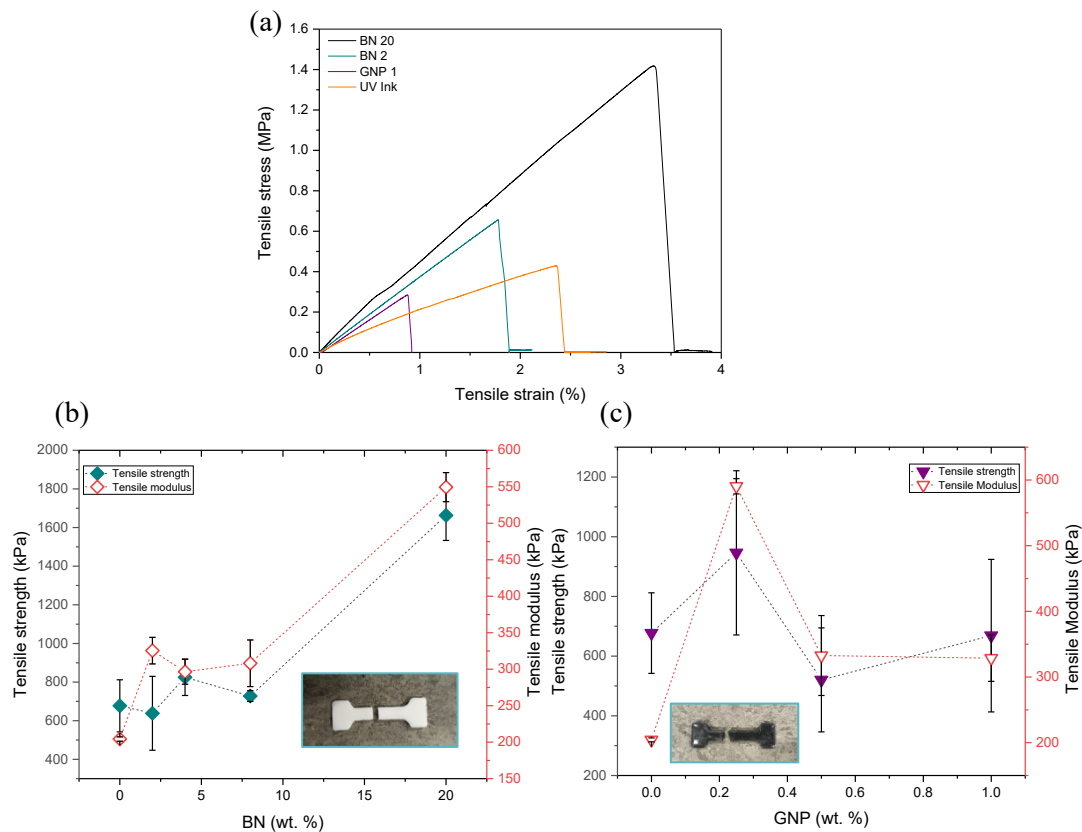 (a)
BN 20
BN 2
GNP 1
UV Ink
1.6
1.4
1.2
1.0
0.8
0.6
0.4
0.2
0.0
Tensile stress (MPa)
0 1 2 3 4
Tensile strain (%)
(b)
2000
1800
1600
1400
1200
1000
800
600
400
Tensile strength (kPa)
Tensile strength
Tensile modulus
600
550
500
450
400
350
300
250
200
150
Tensile modulus (kPa)
0 5 10 15 20
BN (wt. %)
(c)
1200
1000
800
600
400
200
Tensile strength (kPa)
Tensile strength
Tensile Modulus
600
500
400
300
200
Tensile Modulus (kPa)
0.0 0.2 0.4 0.6 0.8 1.0
GNP (wt. %)